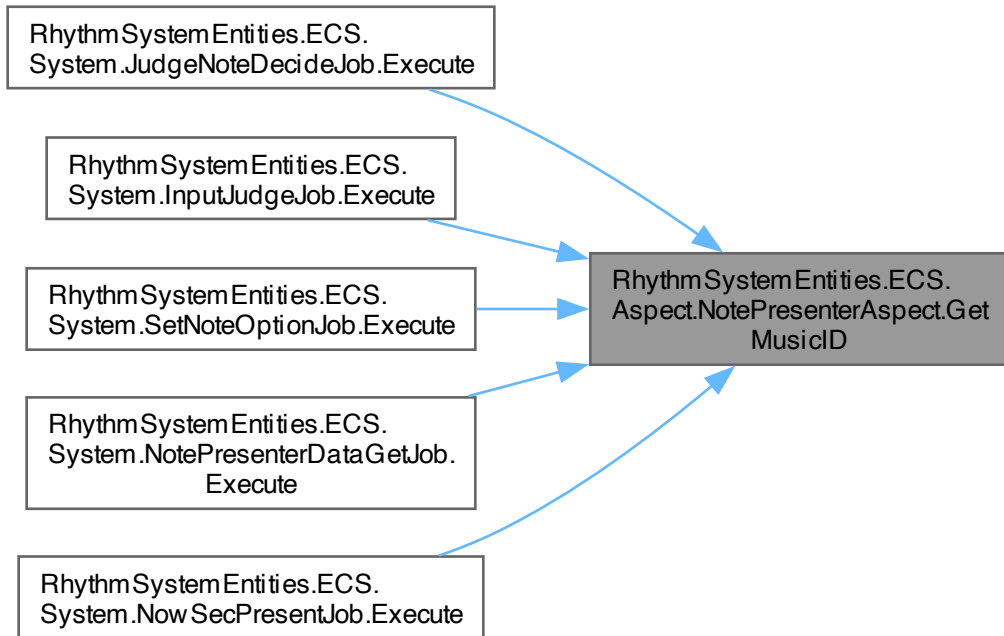 RhythmSystemEntities.ECS.
System.JudgeNoteDecideJob.Execute
RhythmSystemEntities.ECS.
System.InputJudgeJob.Execute
RhythmSystemEntities.ECS.
System.SetNoteOptionJob.Execute
RhythmSystemEntities.ECS.
System.NotePresenterDataGetJob.
Execute
RhythmSystemEntities.ECS.
System.NowSecPresentJob.Execute
RhythmSystemEntities.ECS.
Aspect.NotePresenterAspect.Get
MusicID